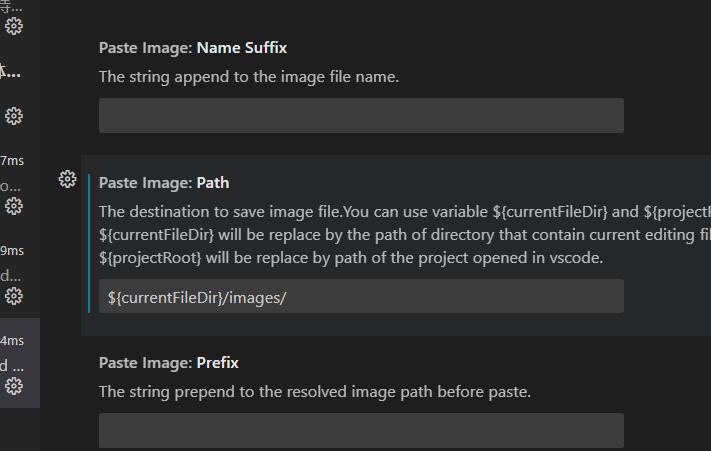 等...
Paste Image: Name Suffix
The string append to the image file name.
体...
7ms
o...
Paste Image: Path
The destination to save image file.You can use variable ${currentFileDir} and ${projectR
${currentFileDir} will be replace by the path of directory that contain current editing fil
${projectRoot} will be replace by path of the project opened in vscode.
9ms
d...
${currentFileDir}/images/
4ms
d ...
Paste Image: Prefix
The string prepend to the resolved image path before paste.